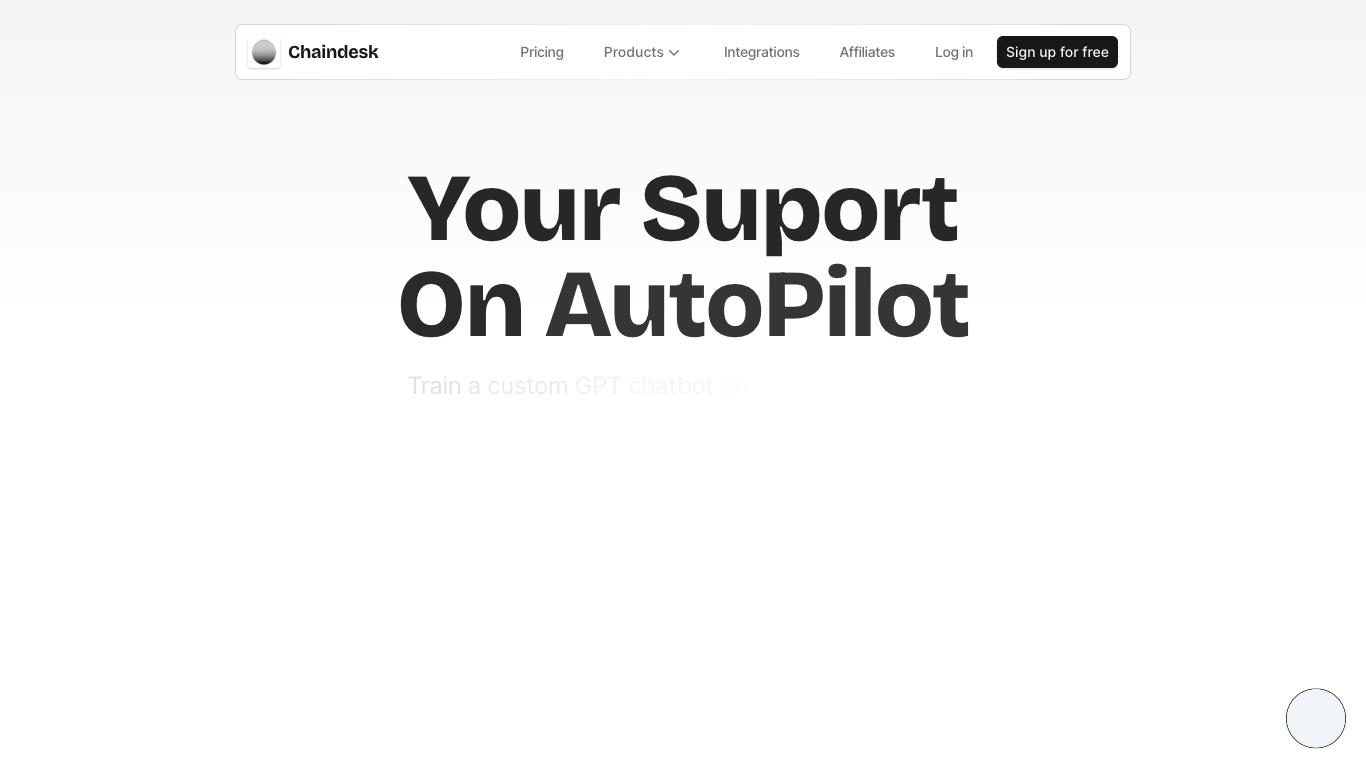 Chaindesk
Pricing
Products
Integrations
Affiliates
Log in
Sign up for free
Your Suport
On AutoPilot
Train a custom GPT chatbot on